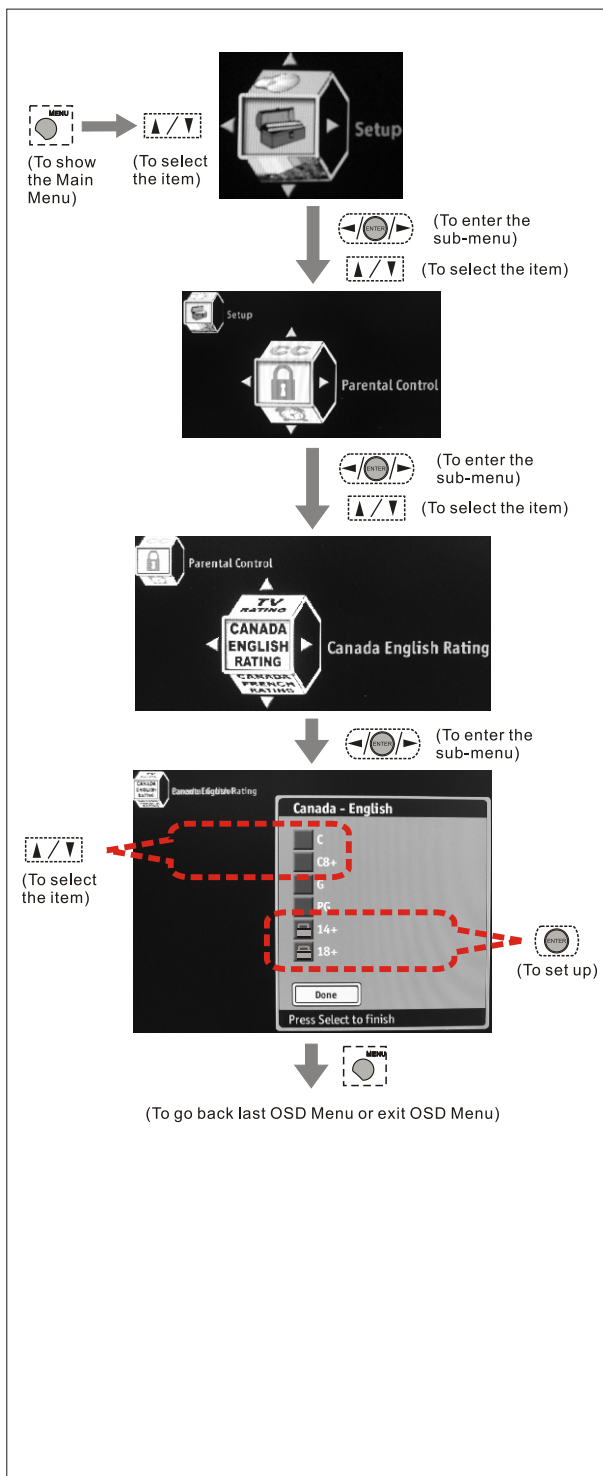 MENU
(To show
the Main
Menu)
▲ / ▼
(To select
the item)
Setup
◄/ENTER/►
(To enter the
sub-menu)
▲ / ▼
(To select the item)
Setup
CC
Parental Control
◄/ENTER/►
(To enter the
sub-menu)
▲ / ▼
(To select the item)
Parental Control
TV
RATING
CANADA
ENGLISH
RATING
CANADA
FRENCH
RATING
Canada English Rating
◄/ENTER/►
(To enter the
sub-menu)
CANADA
ENGLISH
RATING
Rating
Canada - English
C
C8+
G
PG
14+
18+
Done
Press Select to finish
▲ / ▼
(To select
the item)
ENTER
(To set up)
MENU
(To go back last OSD Menu or exit OSD Menu)